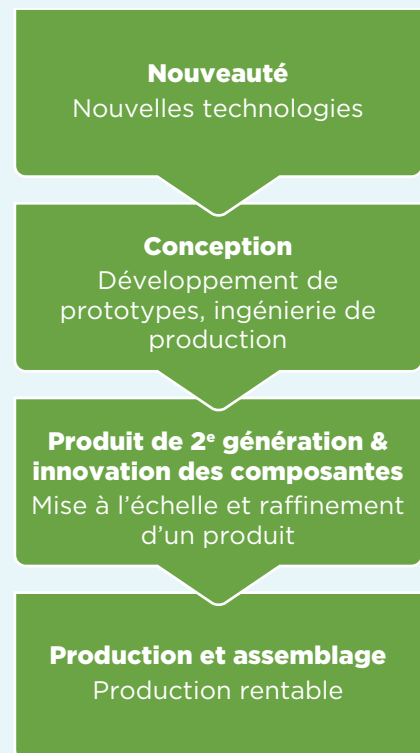 Nouveauté
Nouvelles technologies
Conception
Développement de
prototypes, ingénierie de
production
Produit de 2e génération &
innovation des composantes
Mise à l’échelle et raffinement
d’un produit
Production et assemblage
Production rentable